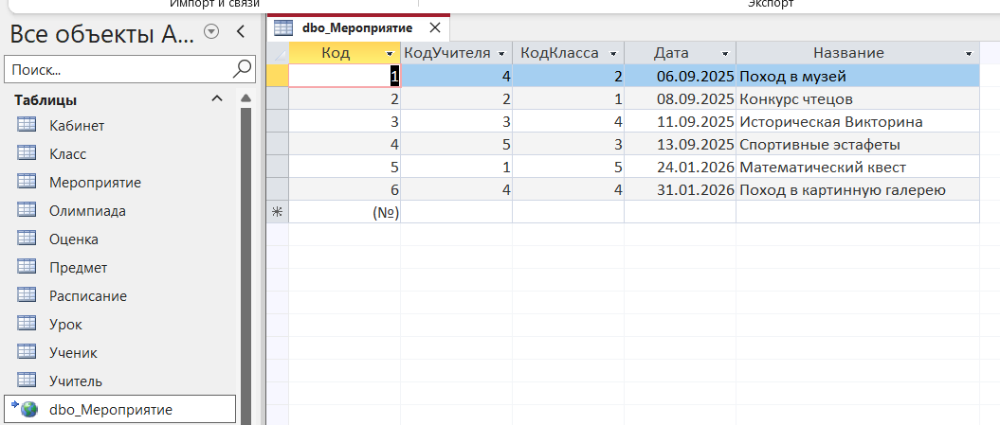 Импорт и связи
Экспорт
Все объекты A...
Поиск...
Таблицы
Кабинет
Класс
Мероприятие
Олимпиада
Оценка
Предмет
Расписание
Урок
Ученик
Учитель
dbo_Мероприятие
dbo_Мероприятие
Код КодУчителя КодКласса Дата Название
1 4 2 06.09.2025 Поход в музей
2 2 1 08.09.2025 Конкурс чтецов
3 3 4 11.09.2025 Историческая Викторина
4 5 3 13.09.2025 Спортивные эстафеты
5 1 5 24.01.2026 Математический квест
6 4 4 31.01.2026 Поход в картинную галерею
(№)